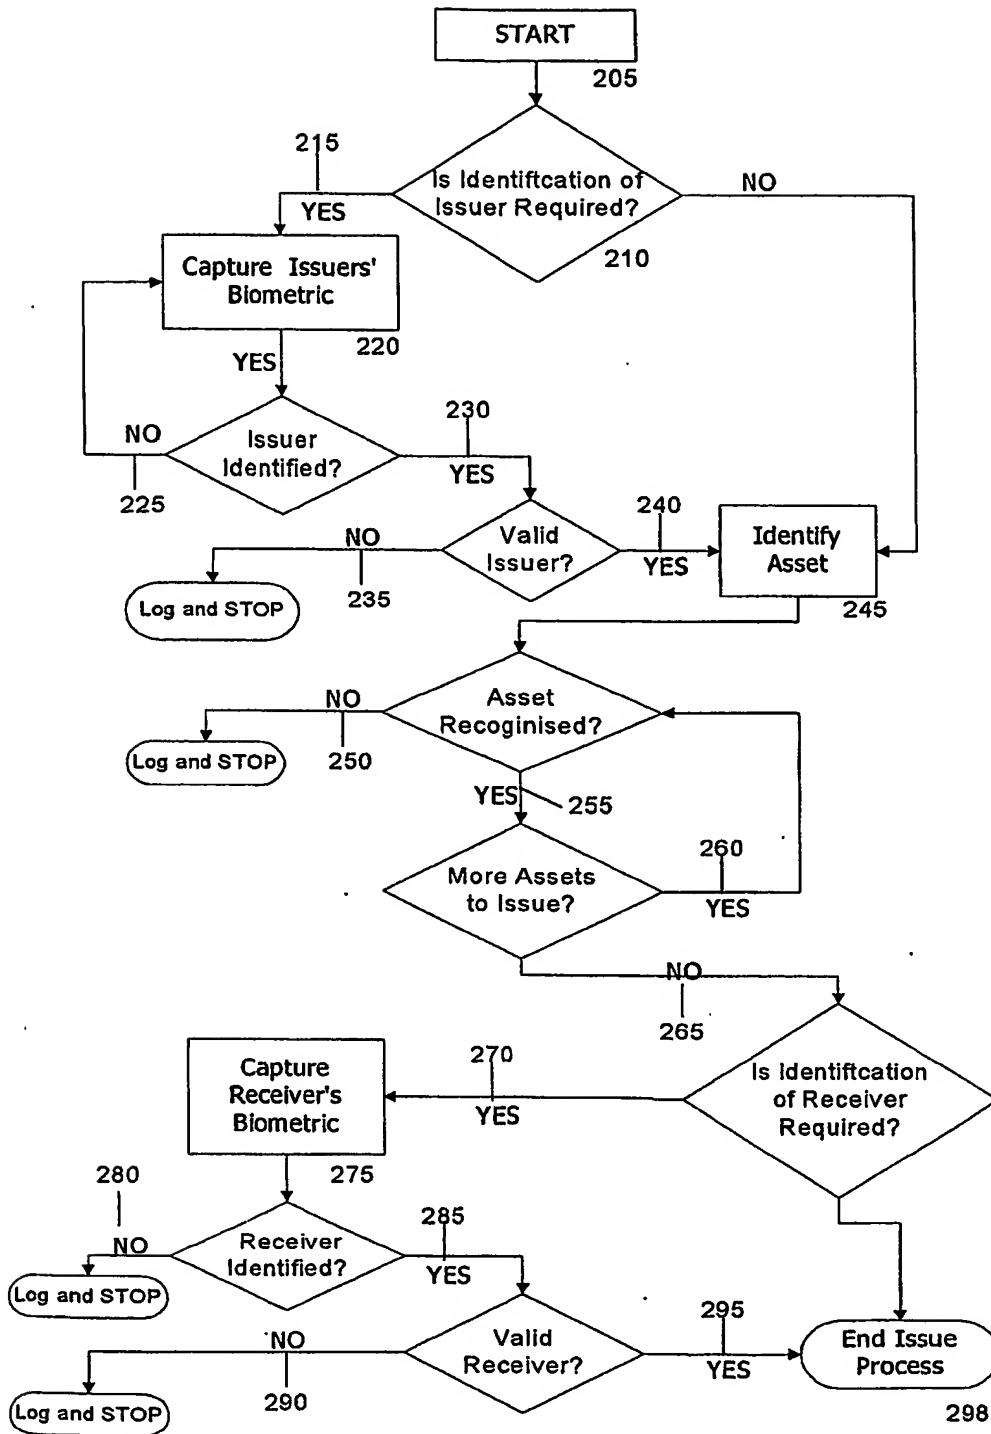 START
205
215
Is Identiftcation of
Issuer Required?
NO
YES
210
Capture Issuers'
Biometric
220
YES
230
NO
Issuer
Identified?
YES
225
240
Valid
Issuer?
Identify
Asset
NO
YES
235
245
Log and STOP
NO
Asset
Recoginised?
250
Log and STOP
YES
255
260
More Assets
to Issue?
YES
NO
265
270
Capture
Receiver's
Biometric
YES
Is Identiftcation
of Receiver
Required?
275
280
285
NO
Receiver
Identified?
YES
Log and STOP
295
NO
Valid
Receiver?
YES
End Issue
Process
290
Log and STOP
298